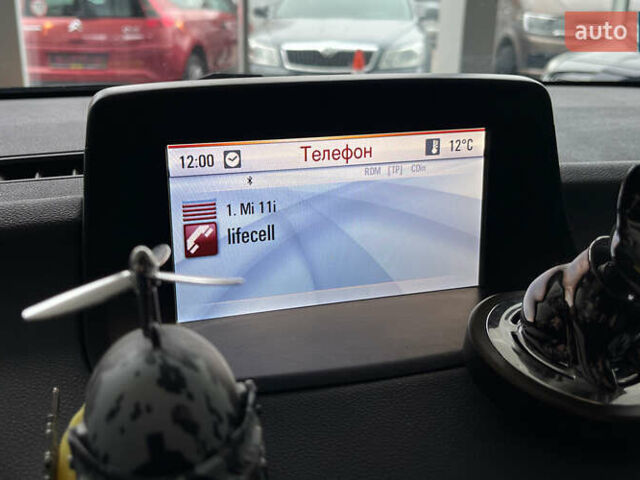 auto
12:00 Телефон 12°C
RDM [TP] CDin
1. Mi 11i
lifecell